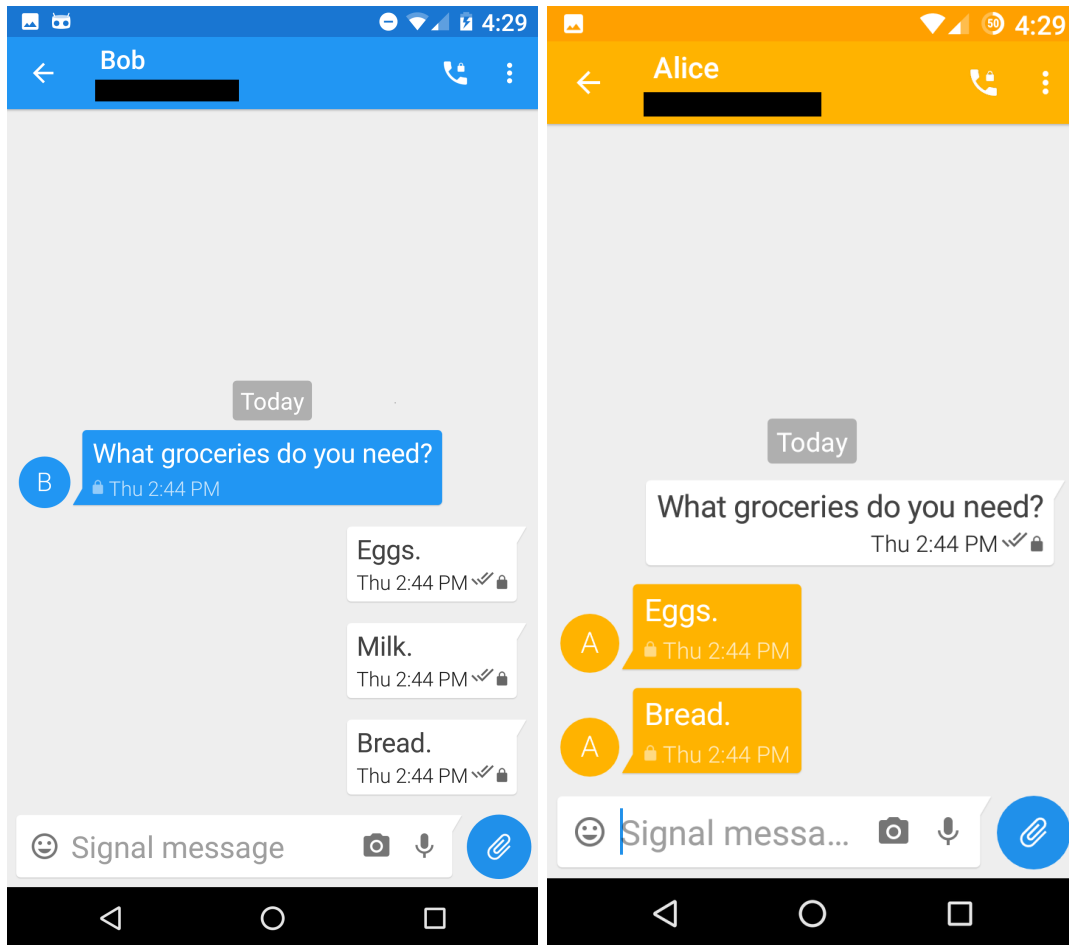 4:29
Bob
Today
What groceries do you need?
B
Thu 2:44 PM
Eggs.
Thu 2:44 PM
Milk.
Thu 2:44 PM
Bread.
Thu 2:44 PM
Signal message
50 4:29
Alice
Today
What groceries do you need?
Thu 2:44 PM
Eggs.
A
Thu 2:44 PM
Bread.
A
Thu 2:44 PM
Signal messa...